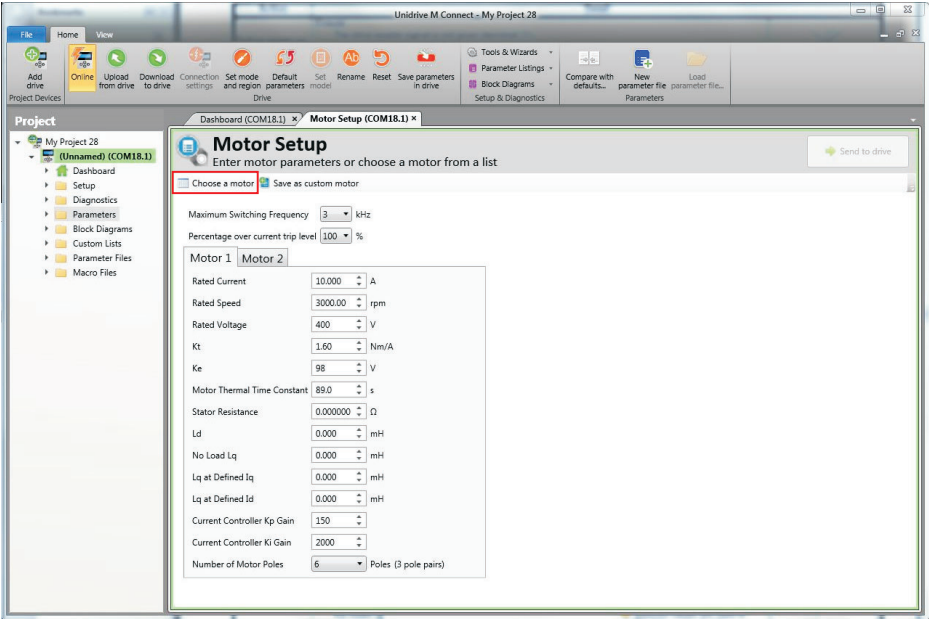 Unidrive M Connect - My Project 28
File Home View
Add drive
Online
Upload from drive
Download to drive
Connection settings
Set mode and region
Default parameters
Set model
Rename
Reset
Save parameters in drive
Tools & Wizards
Parameter Listings
Block Diagrams
Compare with defaults...
New parameter file
Load parameter file...
Project Devices
Drive
Setup & Diagnostics
Parameters
Project
Dashboard (COM18.1) × Motor Setup (COM18.1) ×
My Project 28
(Unnamed) (COM18.1)
Dashboard
Setup
Diagnostics
Parameters
Block Diagrams
Custom Lists
Parameter Files
Macro Files
Motor Setup
Enter motor parameters or choose a motor from a list
Send to drive
Choose a motor Save as custom motor
Maximum Switching Frequency 3 kHz
Percentage over current trip level 100 %
Motor 1 Motor 2
Rated Current 10.000 A
Rated Speed 3000.00 rpm
Rated Voltage 400 V
Kt 1.60 Nm/A
Ke 98 V
Motor Thermal Time Constant 89.0 s
Stator Resistance 0.000000 Ω
Ld 0.000 mH
No Load Lq 0.000 mH
Lq at Defined Iq 0.000 mH
Lq at Defined Id 0.000 mH
Current Controller Kp Gain 150
Current Controller Ki Gain 2000
Number of Motor Poles 6 Poles (3 pole pairs)